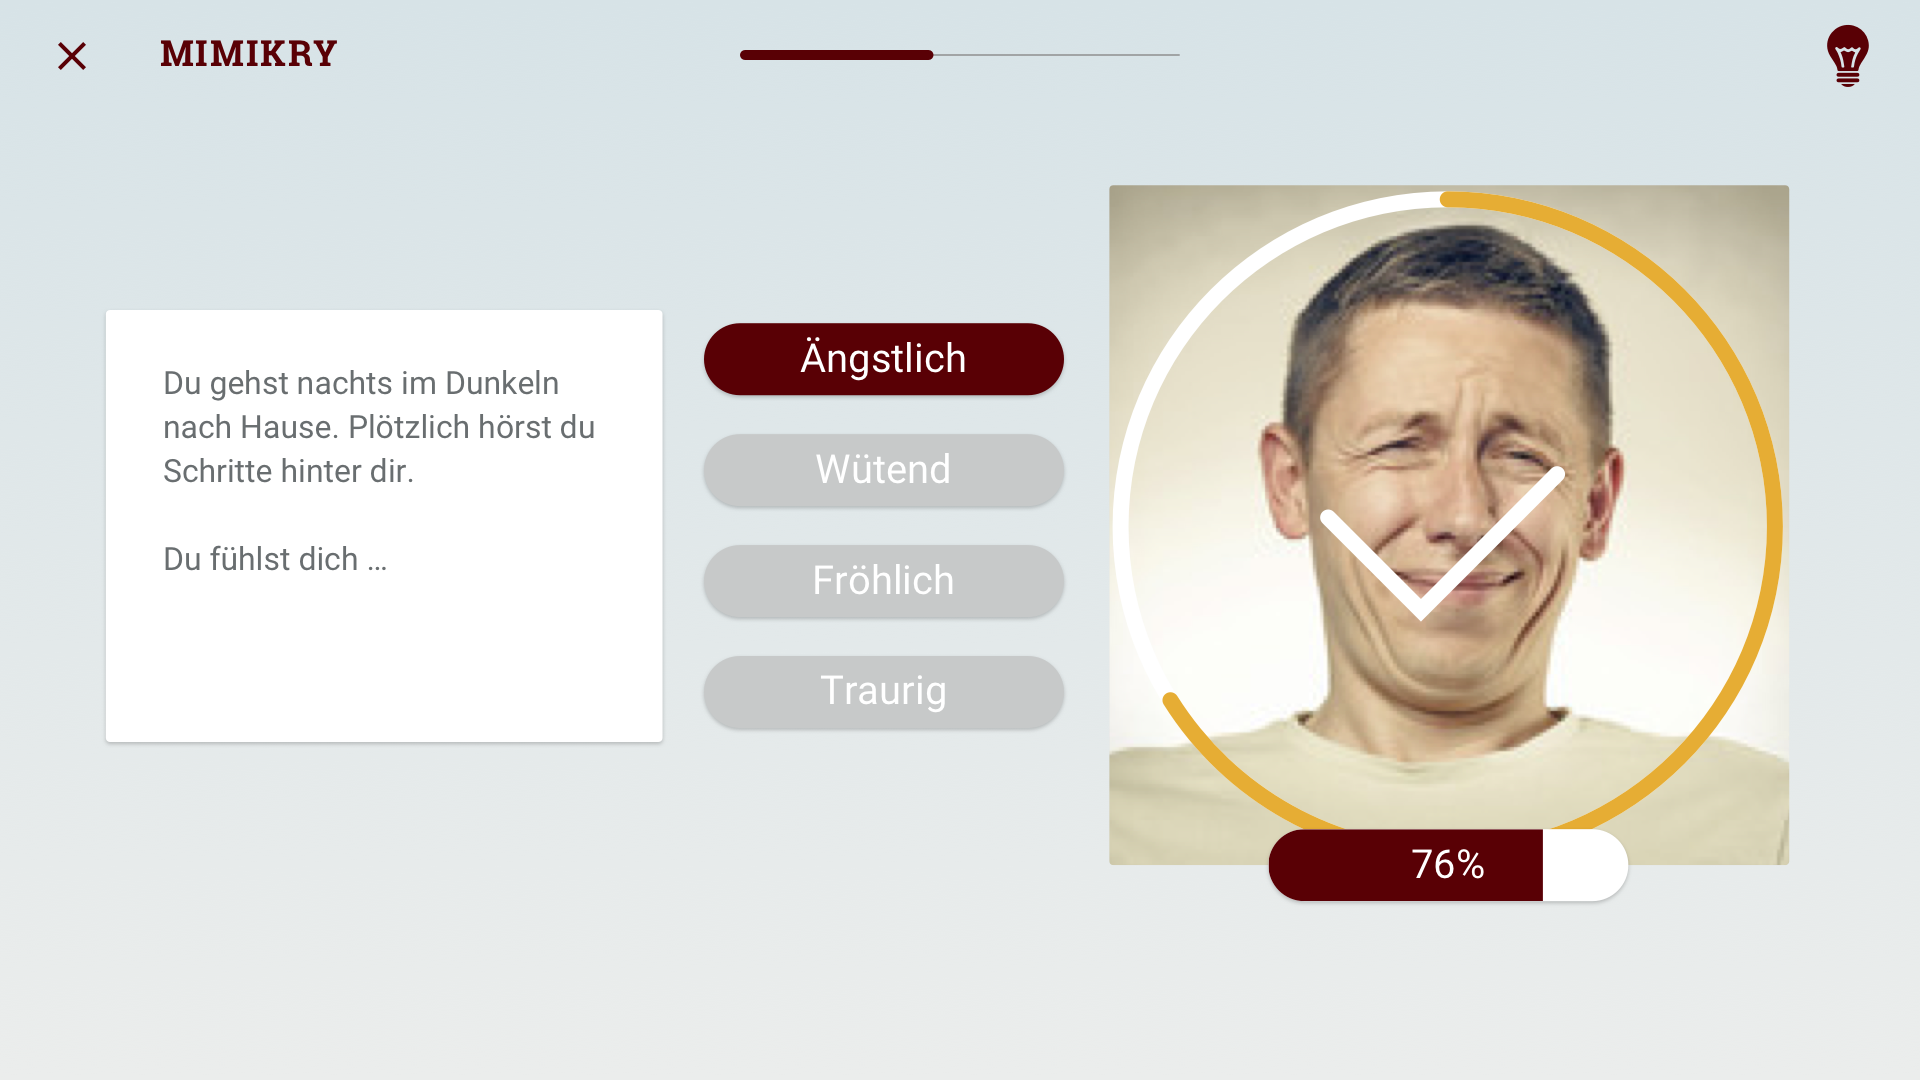 MIMIKRY
Du gehst nachts im Dunkeln
nach Hause. Plötzlich hörst du
Schritte hinter dir.
Du fühlst dich ...
Ängstlich
Wütend
Fröhlich
Traurig
76%